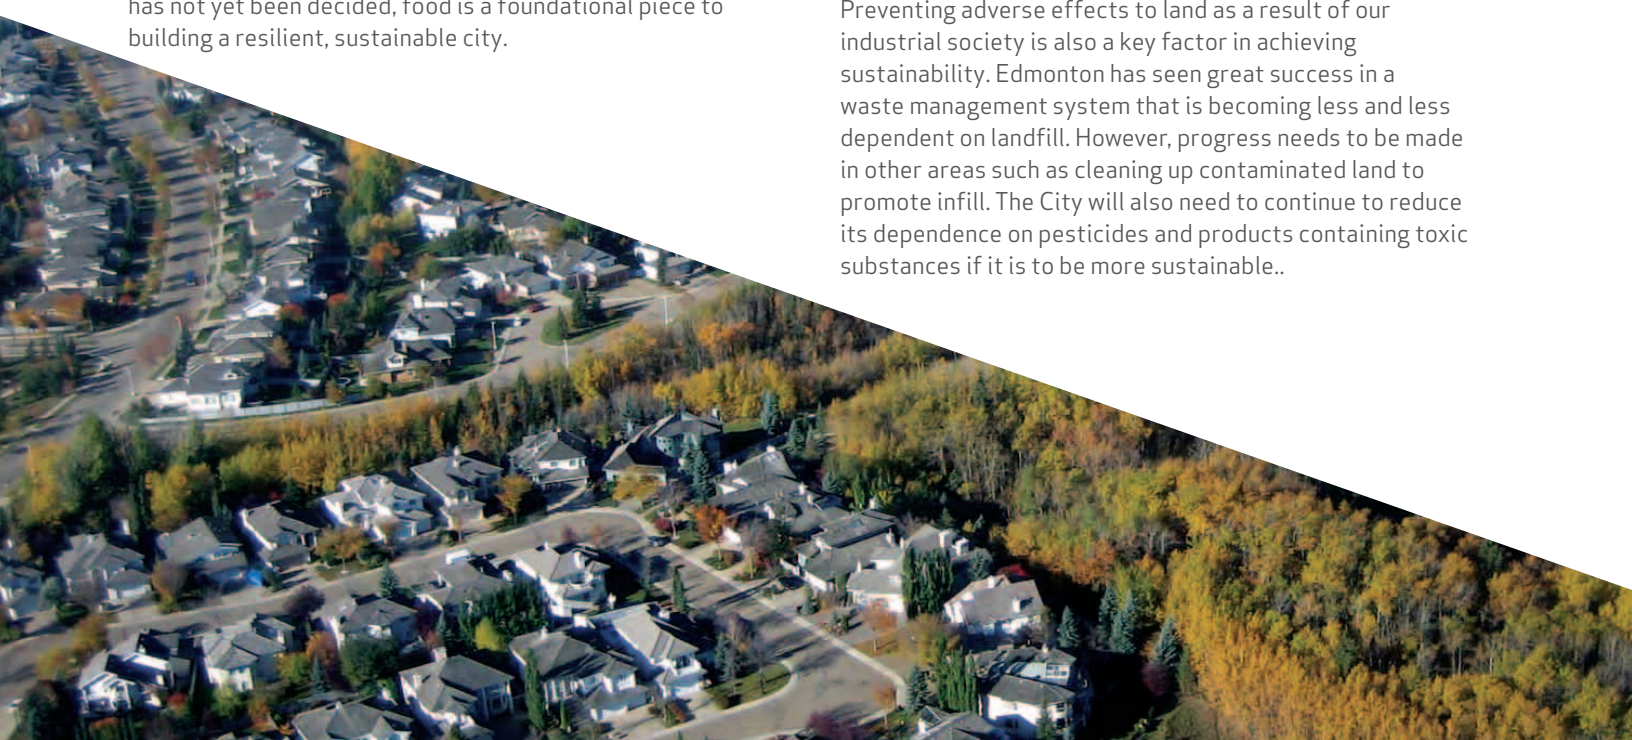 has not yet been decided, food is a foundational piece to
building a resilient, sustainable city.
Preventing adverse effects to land as a result of our
industrial society is also a key factor in achieving
sustainability. Edmonton has seen great success in a
waste management system that is becoming less and less
dependent on landfill. However, progress needs to be made
in other areas such as cleaning up contaminated land to
promote infill. The City will also need to continue to reduce
its dependence on pesticides and products containing toxic
substances if it is to be more sustainable..